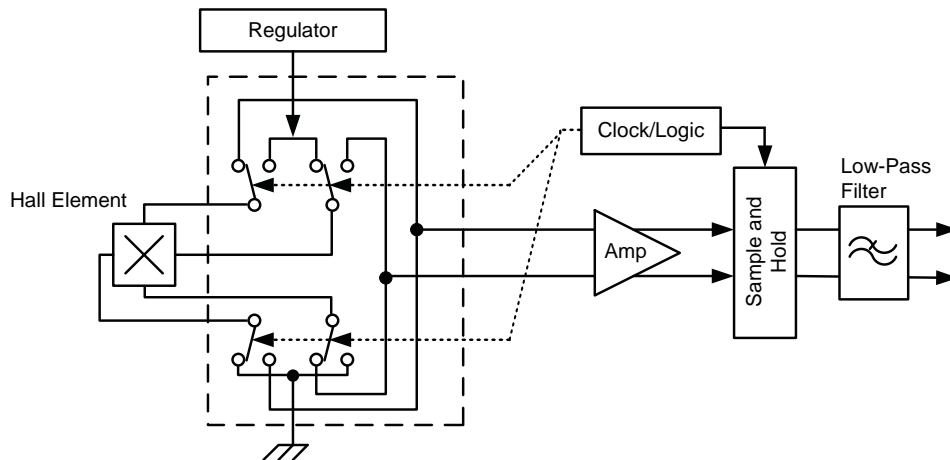 Regulator
Clock/Logic
Low-Pass
Filter
Hall Element
Amp
Sample and
Hold